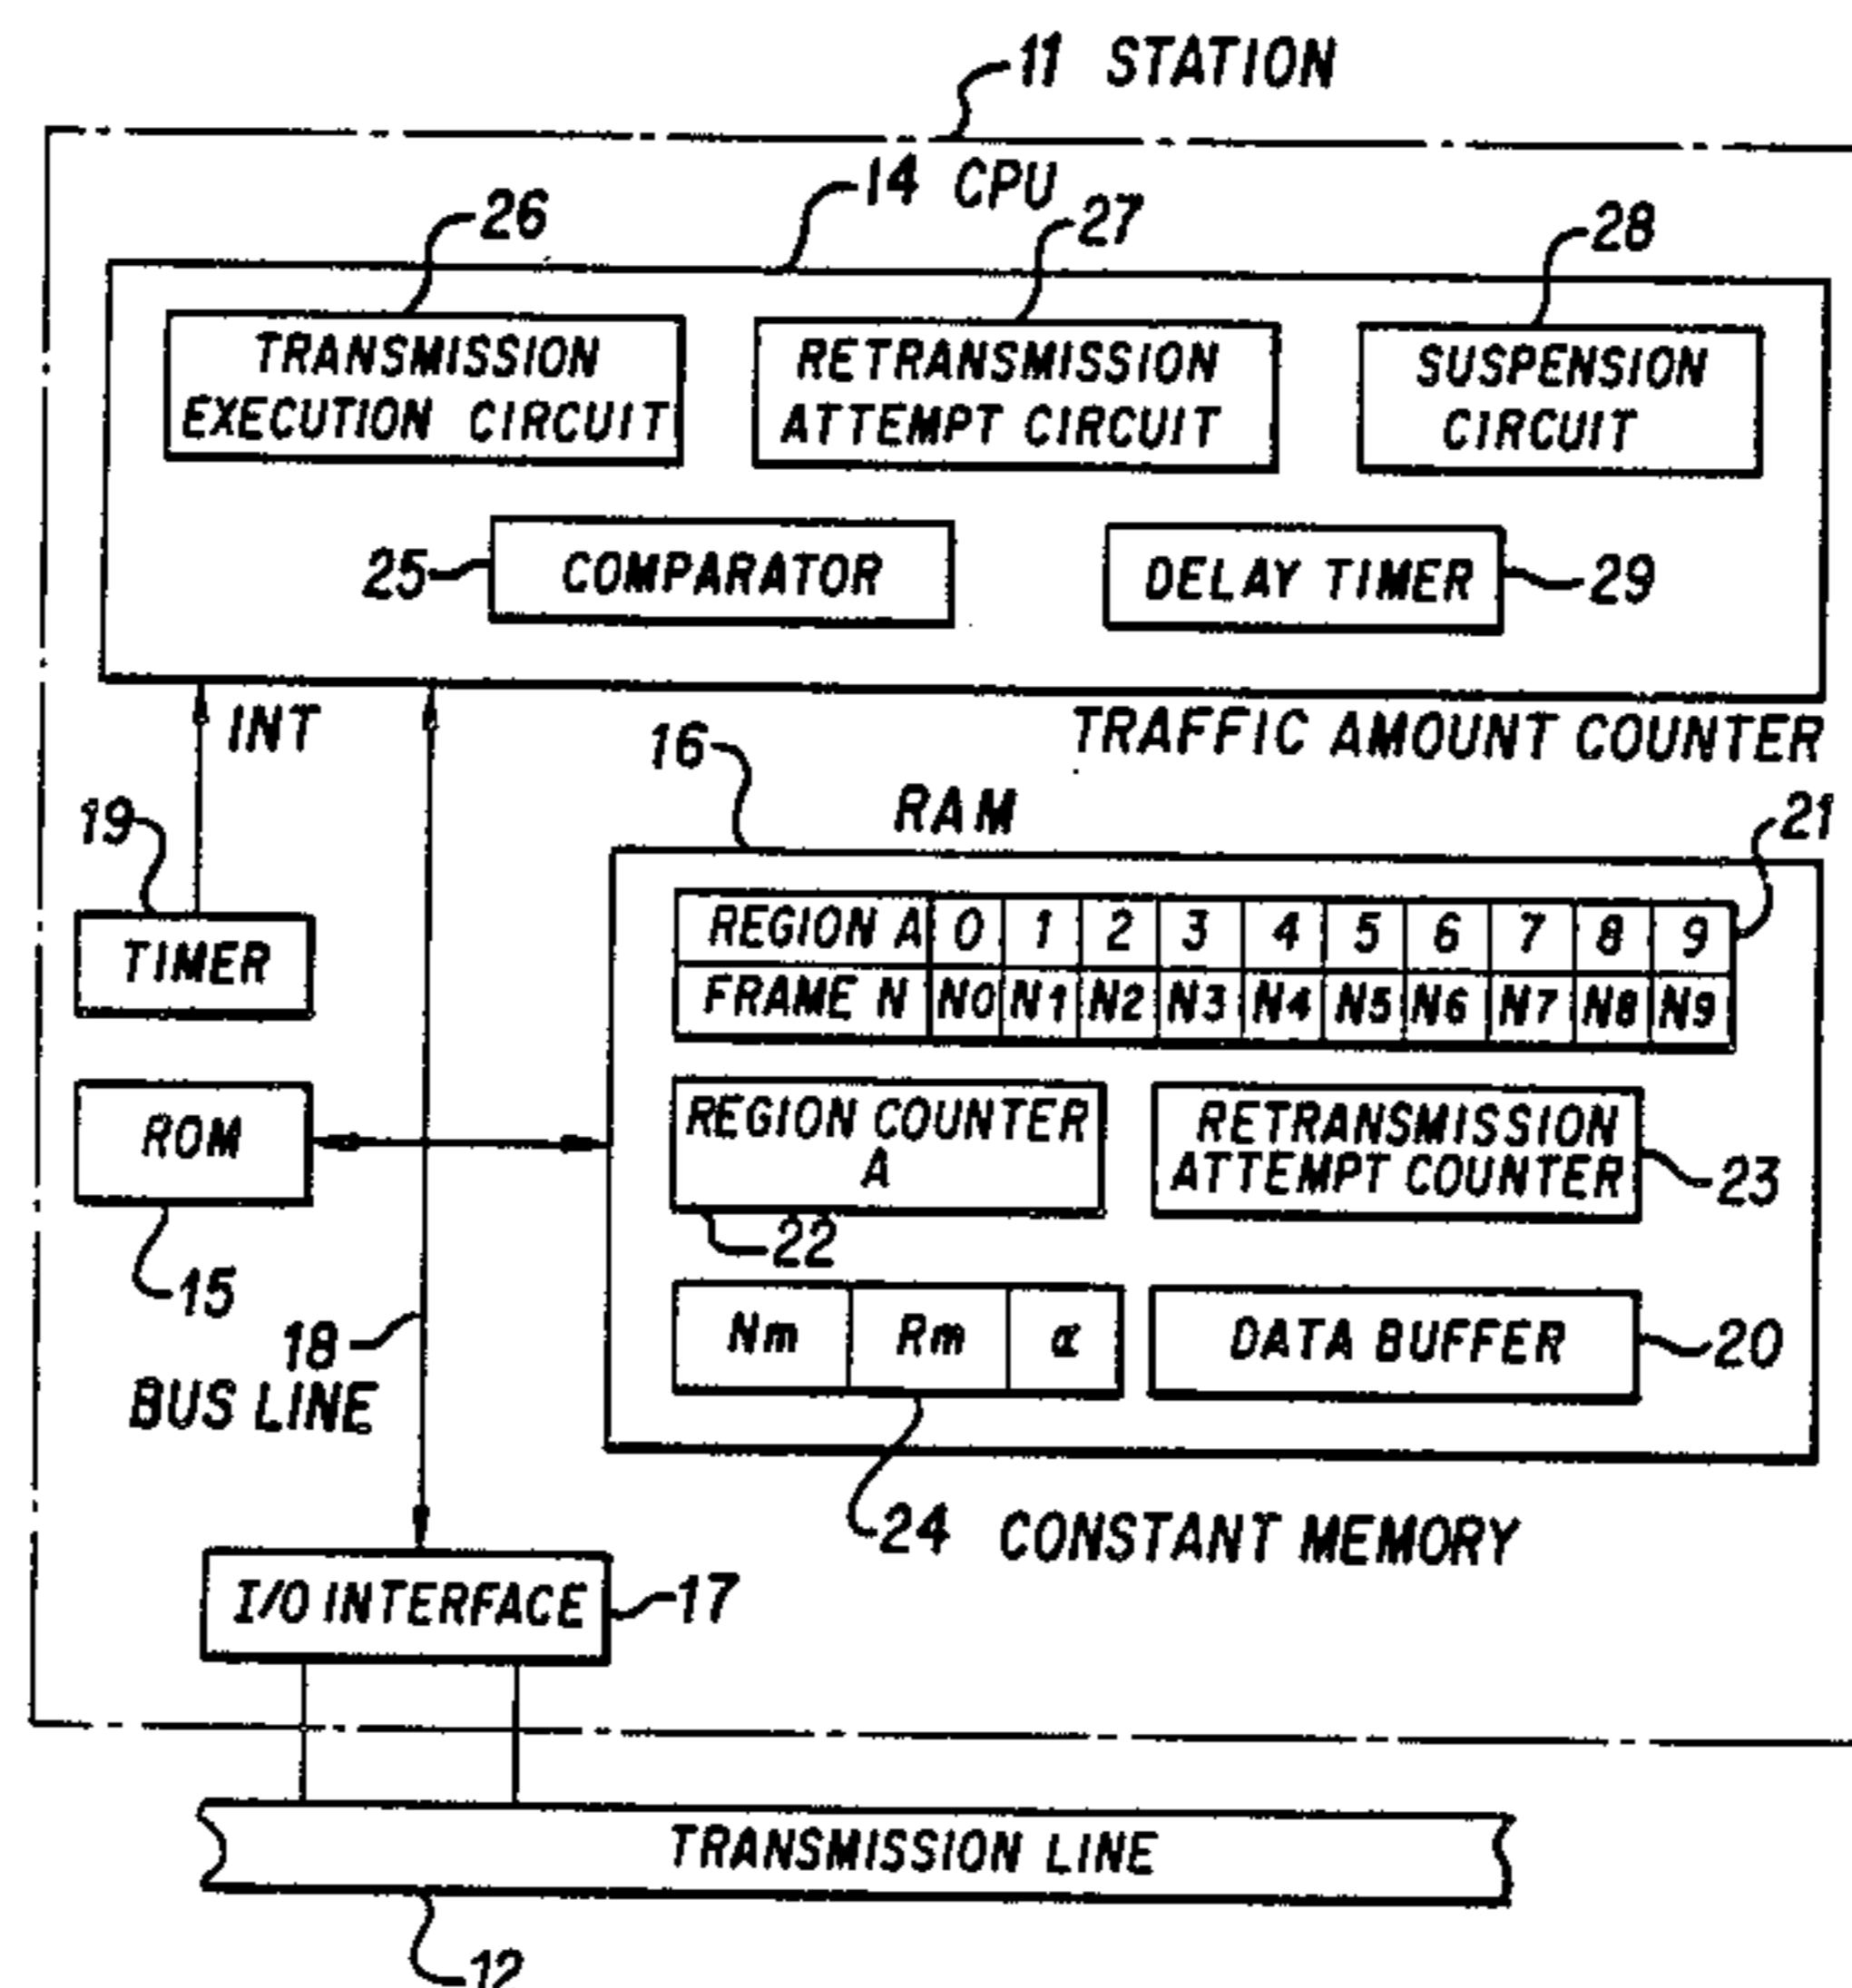 11 STATION
14 CPU
26
27
28
TRANSMISSION
EXECUTION CIRCUIT
RETRANSMISSION
ATTEMPT CIRCUIT
SUSPENSION
CIRCUIT
25
COMPARATOR
DELAY TIMER
29
INT
TRAFFIC AMOUNT COUNTER
16
RAM
21
19
TIMER
REGION A 0 1 2 3 4 5 6 7 8 9
FRAME N N0 N1 N2 N3 N4 N5 N6 N7 N8 N9
ROM
15
REGION COUNTER
A
22
RETRANSMISSION
ATTEMPT COUNTER
23
18
BUS LINE
Nm Rm α
DATA BUFFER
20
24 CONSTANT MEMORY
I/O INTERFACE
17
TRANSMISSION LINE
12